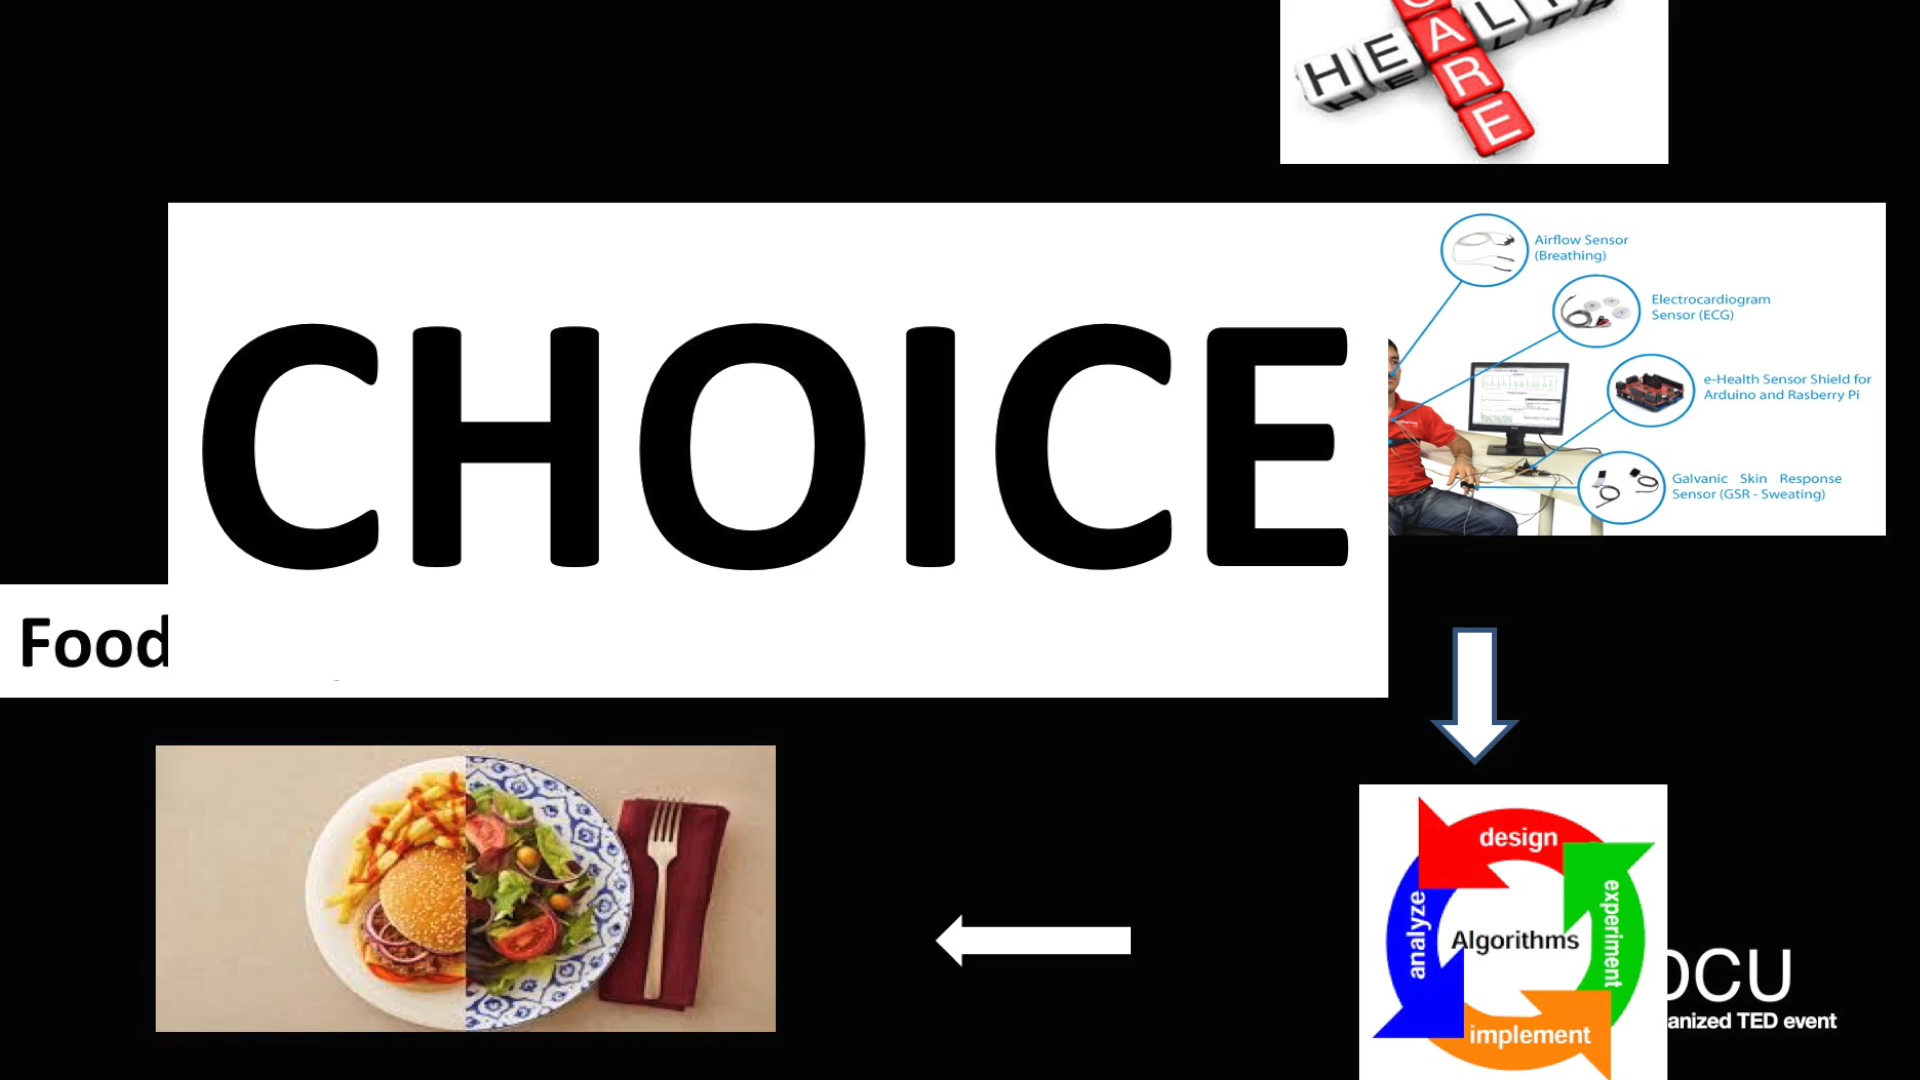 HEALTH
CARE
Airflow Sensor
(Breathing)
Electrocardiogram
Sensor (ECG)
CHOICE
e-Health Sensor Shield for
Arduino and Rasberry Pi
Galvanic Skin Response
Sensor (GSR - Sweating)
Food
design
experiment
analyze
Algorithms
implement
DCU
anized TED event